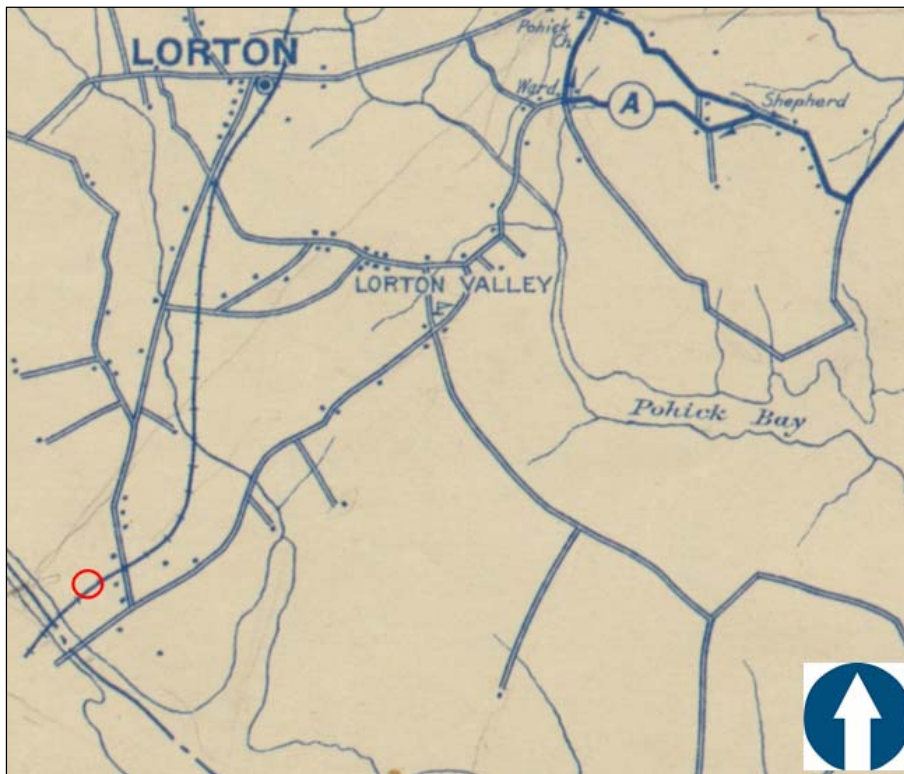 LORTON
Pohick
Ch.
Ward
A
Shepherd
LORTON VALLEY
Pohick Bay